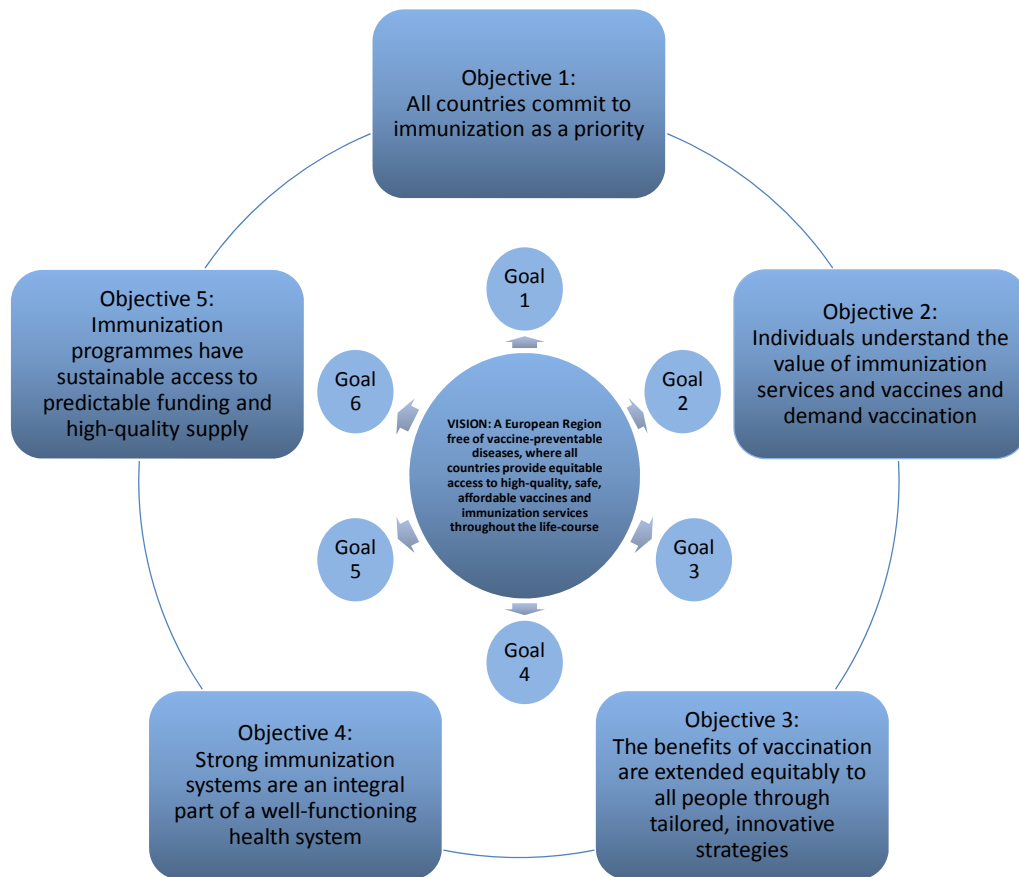 Objective 1:
All countries commit to
immunization as a priority
Objective 2:
Individuals understand the
value of immunization
services and vaccines and
demand vaccination
Objective 3:
The benefits of vaccination
are extended equitably to
all people through
tailored, innovative
strategies
Objective 4:
Strong immunization
systems are an integral
part of a well-functioning
health system
Objective 5:
Immunization
programmes have
sustainable access to
predictable funding and
high-quality supply
Goal
1
Goal
2
Goal
3
Goal
4
Goal
5
Goal
6
VISION: A European Region
free of vaccine-preventable
diseases, where all
countries provide equitable
access to high-quality, safe,
affordable vaccines and
immunization services
throughout the life-course